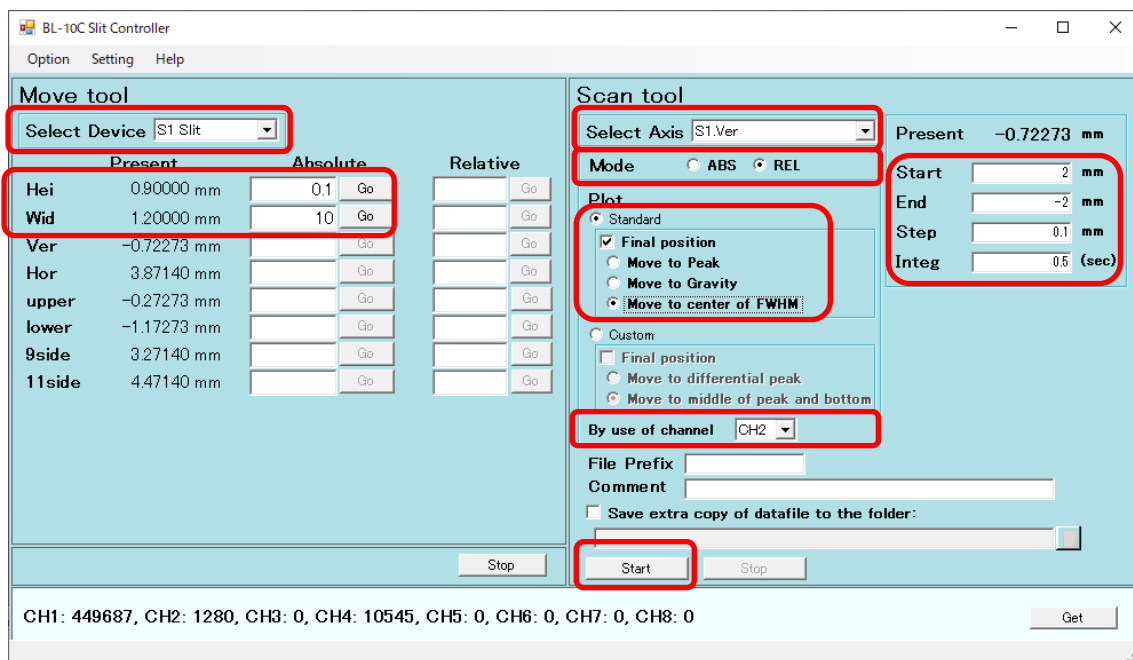 BL-10C Slit Controller
Option Setting Help
Move tool
Select Device S1 Slit
Present Absolute Relative
Hei 0.90000 mm 0.1 Go Go
Wid 1.20000 mm 10 Go Go
Ver -0.72273 mm Go Go
Hor 3.87140 mm Go Go
upper -0.27273 mm Go Go
lower -1.17273 mm Go Go
9side 3.27140 mm Go Go
11side 4.47140 mm Go Go
Stop
Scan tool
Select Axis S1.Ver
Mode ABS REL
Plot
Standard
Final position
Move to Peak
Move to Gravity
Move to center of FWHM
Custom
Final position
Move to differential peak
Move to middle of peak and bottom
By use of channel CH2
File Prefix
Comment
Save extra copy of datafile to the folder:
Start Stop
Present -0.72273 mm
Start 2 mm
End -2 mm
Step 0.1 mm
Integ 0.5 (sec)
CH1: 449687, CH2: 1280, CH3: 0, CH4: 10545, CH5: 0, CH6: 0, CH7: 0, CH8: 0
Get